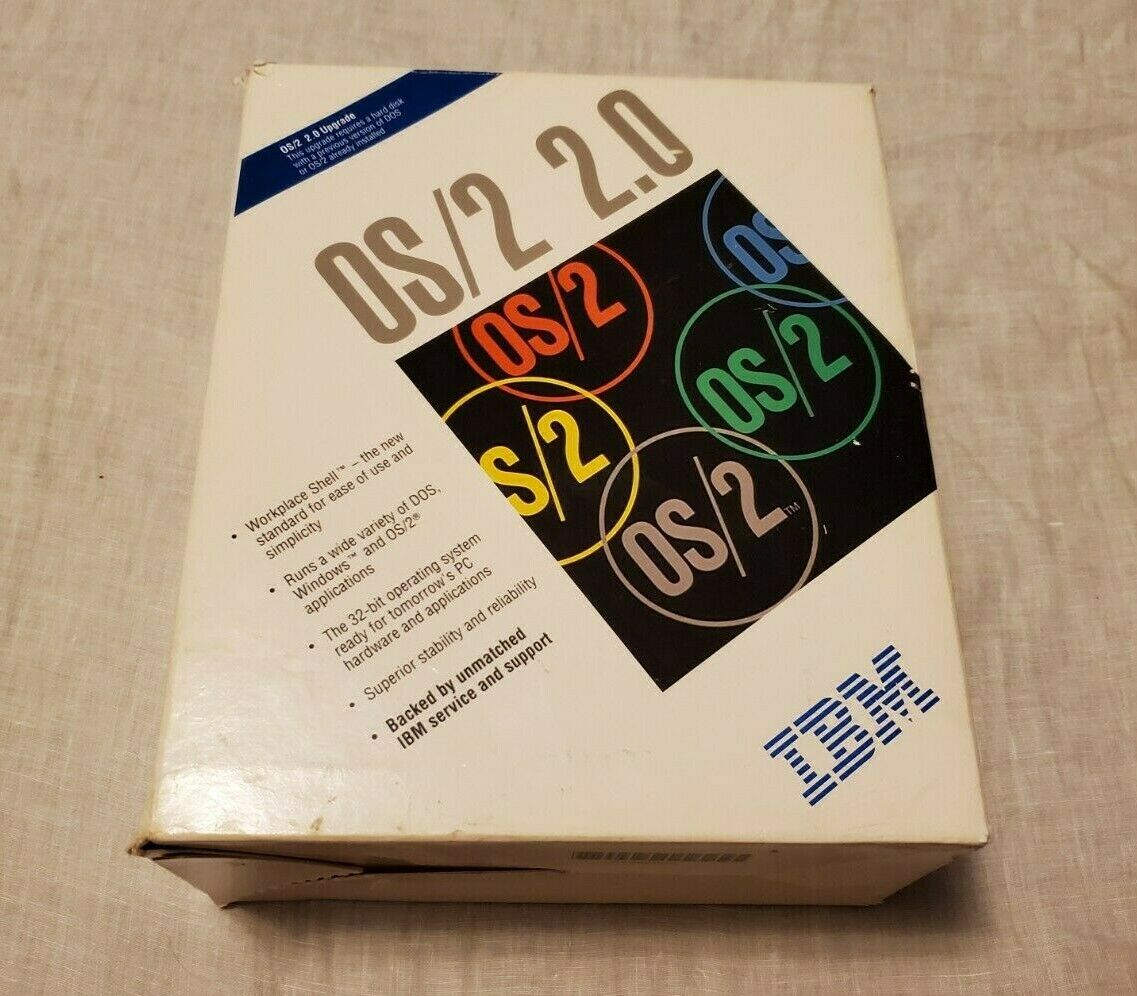 OS/2 2.0 Upgrade
This upgrade requires a hard disk
with a previous version of DOS
or OS/2 already installed
OS/2 2.0
OS/2
OS
OS/2
S/2
OS/2™
• Workplace Shell™ – the new
standard for ease of use and
simplicity
• Runs a wide variety of DOS,
Windows™ and OS/2®
applications
• The 32-bit operating system
ready for tomorrow's PC
hardware and applications
• Superior stability and reliability
• Backed by unmatched
IBM service and support
IBM